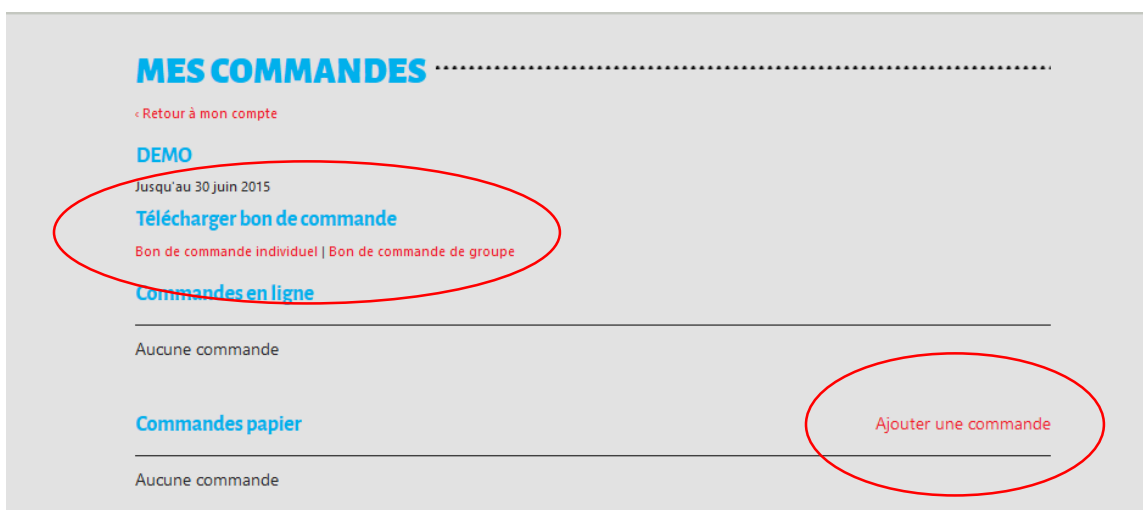 MES COMMANDES
‹ Retour à mon compte
DEMO
Jusqu'au 30 juin 2015
Télécharger bon de commande
Bon de commande individuel | Bon de commande de groupe
Commandes en ligne
Aucune commande
Commandes papier Ajouter une commande
Aucune commande